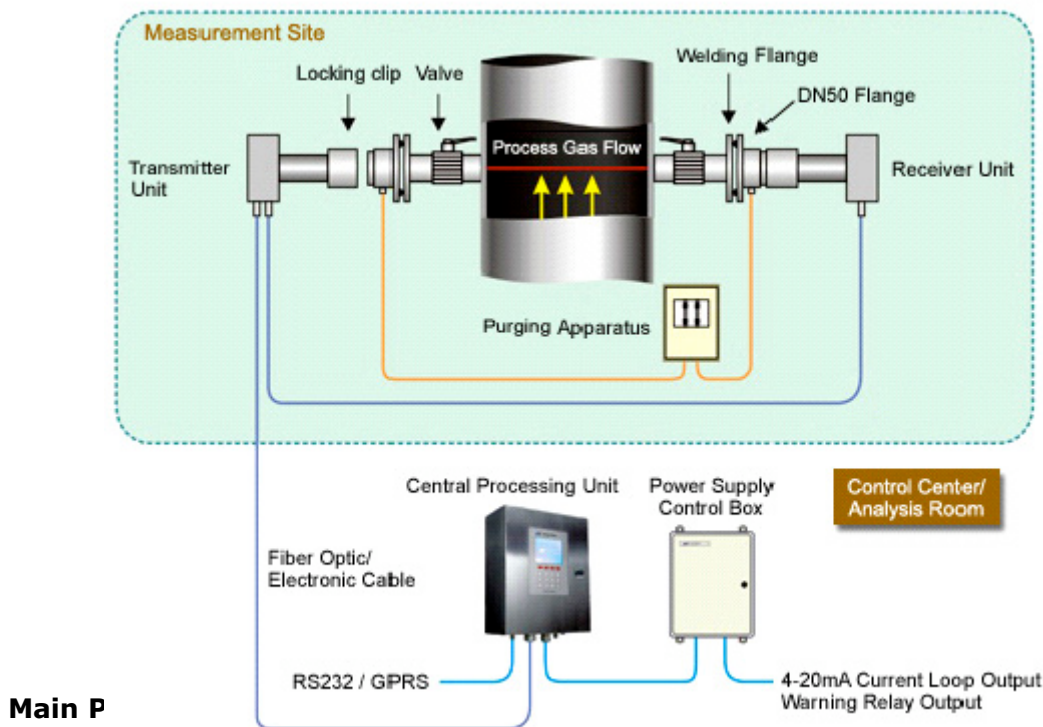 Measurement Site
Locking clip
Valve
Welding Flange
DN50 Flange
Process Gas Flow
Transmitter
Unit
Receiver Unit
Purging Apparatus
Central Processing Unit
Power Supply
Control Box
Control Center/
Analysis Room
Fiber Optic/
Electronic Cable
RS232 / GPRS
4-20mA Current Loop Output
Warning Relay Output
Main P